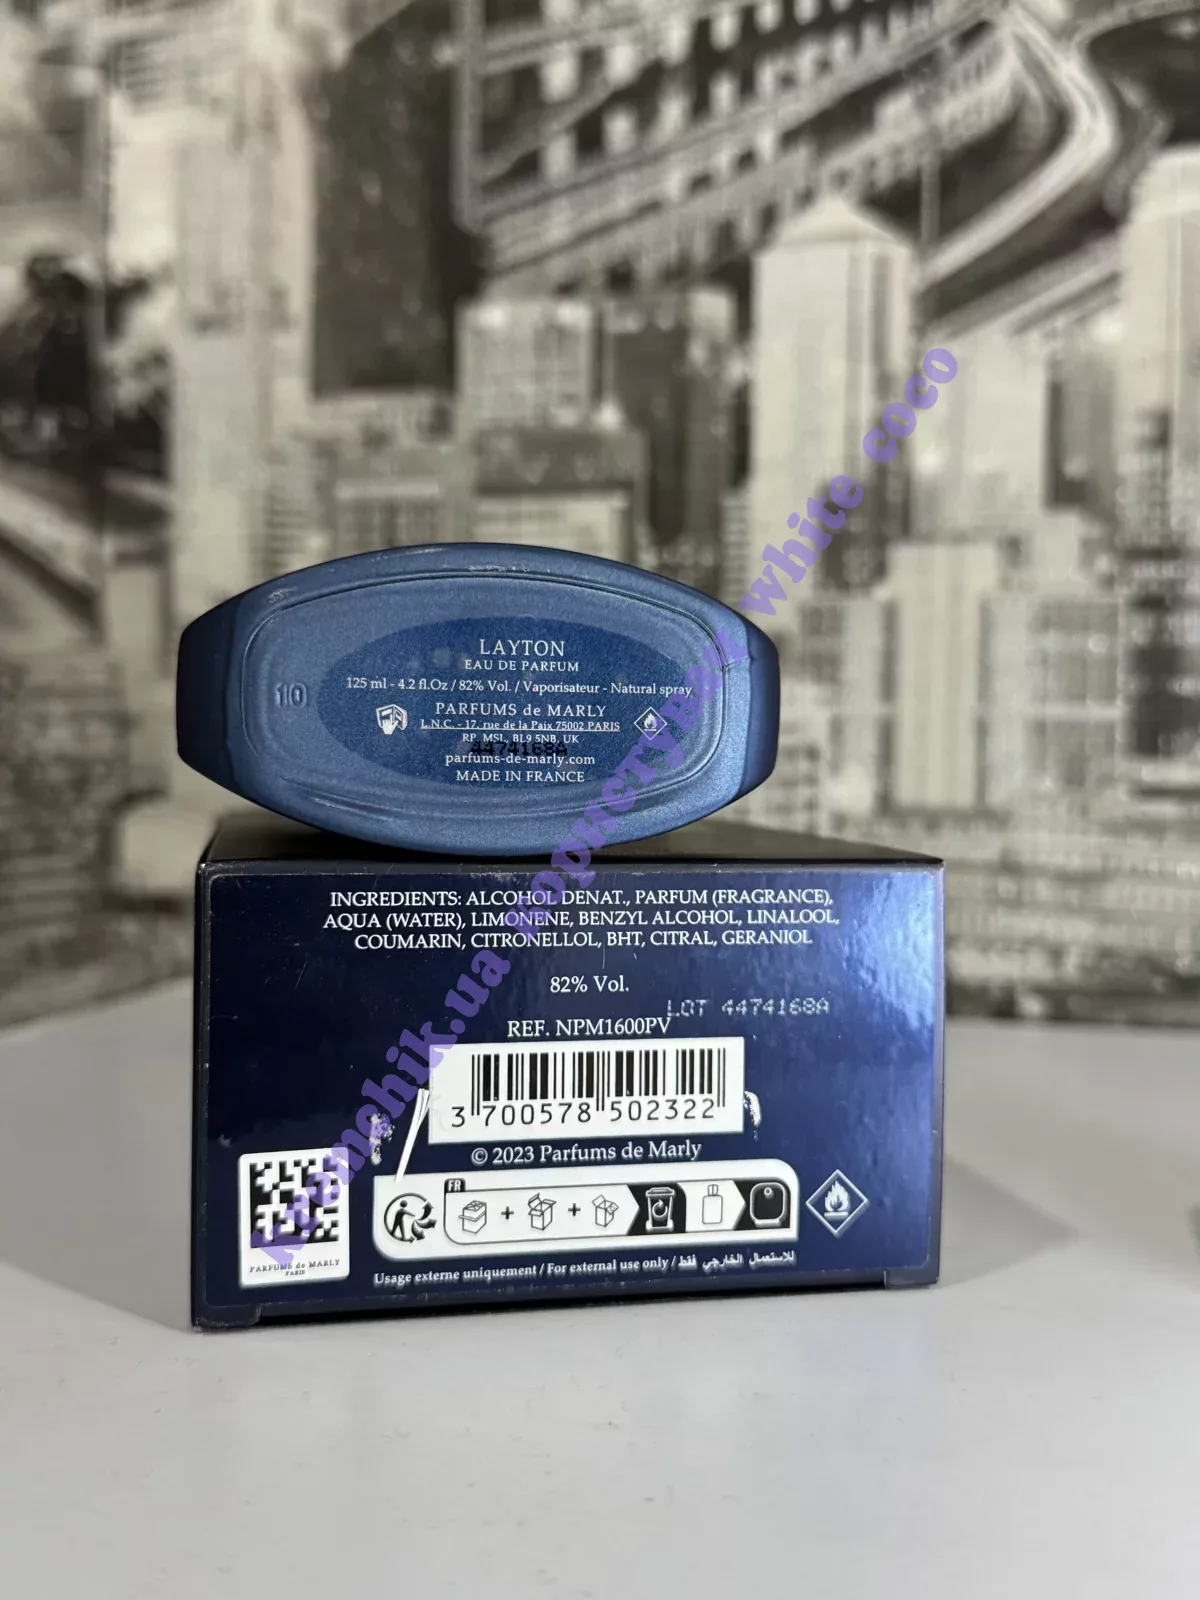 110
LAYTON
EAU DE PARFUM
125 ml - 4.2 fl.Oz / 82% Vol. / Vaporisateur - Natural spray
PARFUMS de MARLY
L.N.C. - 17, rue de la Paix 75002 PARIS
RP, MSL, BL9 5NB, UK
4474168A
parfums-de-marly.com
MADE IN FRANCE
INGREDIENTS: ALCOHOL DENAT., PARFUM (FRAGRANCE),
AQUA (WATER), LIMONENE, BENZYL ALCOHOL, LINALOOL,
COUMARIN, CITRONELLOL, BHT, CITRAL, GERANIOL
82% Vol.
LOT 4474168A
REF. NPM1600PV
3 700578 502322
© 2023 Parfums de Marly
FR
PARFUMS de MARLY
PARIS
Usage externe uniquement / For external use only / للاستعمال الخارجي فقط
kremchik.ua користувач white coco